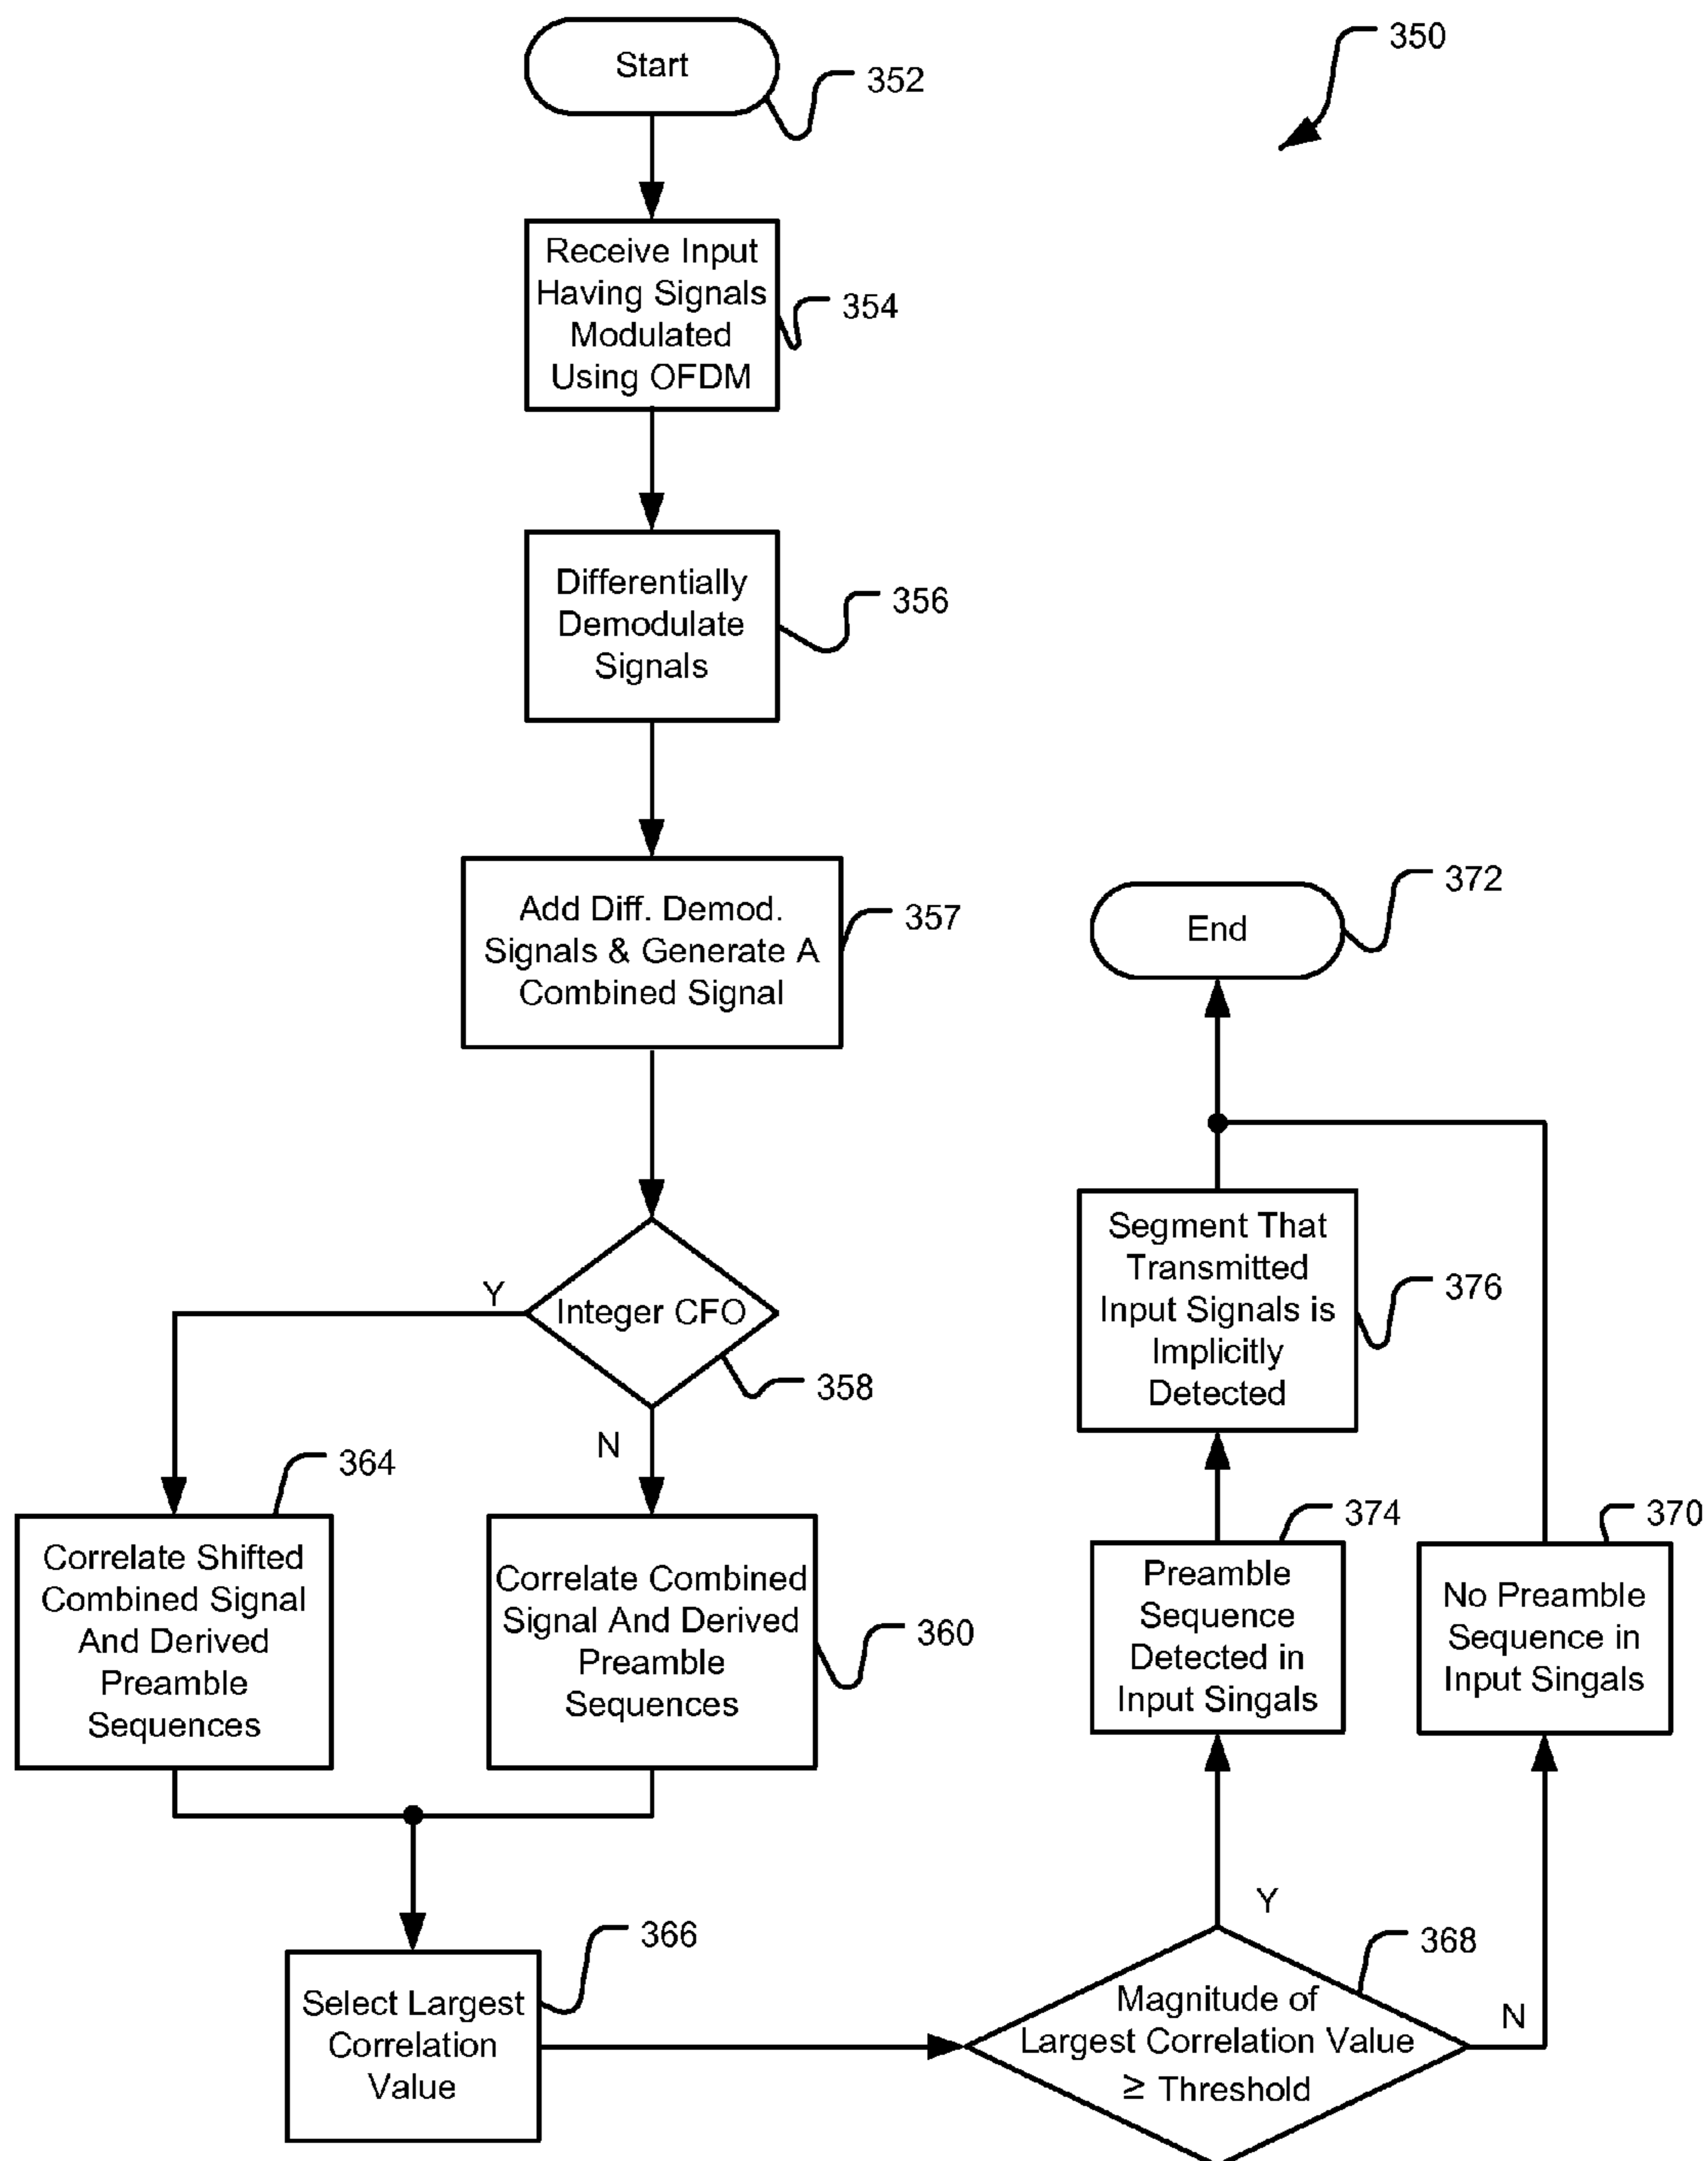 350
Start
352
Receive Input
Having Signals
Modulated
Using OFDM
354
Differentially
Demodulate
Signals
356
Add Diff. Demod.
Signals & Generate A
Combined Signal
357
Integer CFO
358
Y
N
Correlate Shifted
Combined Signal
And Derived
Preamble
Sequences
364
Correlate Combined
Signal And Derived
Preamble
Sequences
360
Select Largest
Correlation
Value
366
Magnitude of
Largest Correlation Value
≥ Threshold
368
Y
N
Preamble
Sequence
Detected in
Input Singals
374
No Preamble
Sequence in
Input Singals
370
Segment That
Transmitted
Input Signals is
Implicitly
Detected
376
End
372